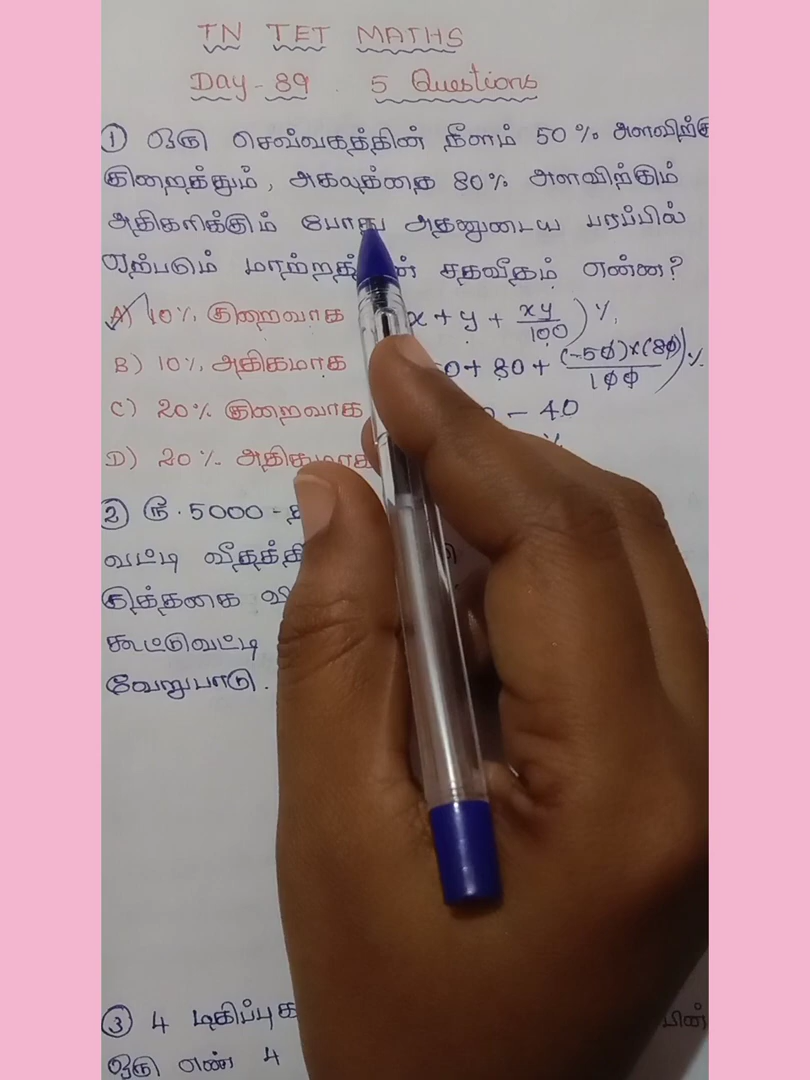 TN TET MATHS
Day - 89 . 5 Questions
① ஒரு செவ்வகத்தின் நீளம் 50% அளவிற்கு
குறைத்தும், அகலத்தை 80% அளவிற்கும்
அதிகரிக்கும் போது அதனுடைய பரப்பில்
ஏற்படும் மாற்றத்தின் சதவீதம் என்ன?
A) 10% குறைவாக x + y + xy/100 ) %
B) 10% அதிகமாக 0 + 80 + (-50)×(80)/100 ) %
C) 20% குறைவாக - 40
D) 20% அதிகமாக %
② ரூ. 5000 -
வட்டி
கூட்டுவட்டி
வேறுபாடு.
③ 4
ஒரு எண் 4